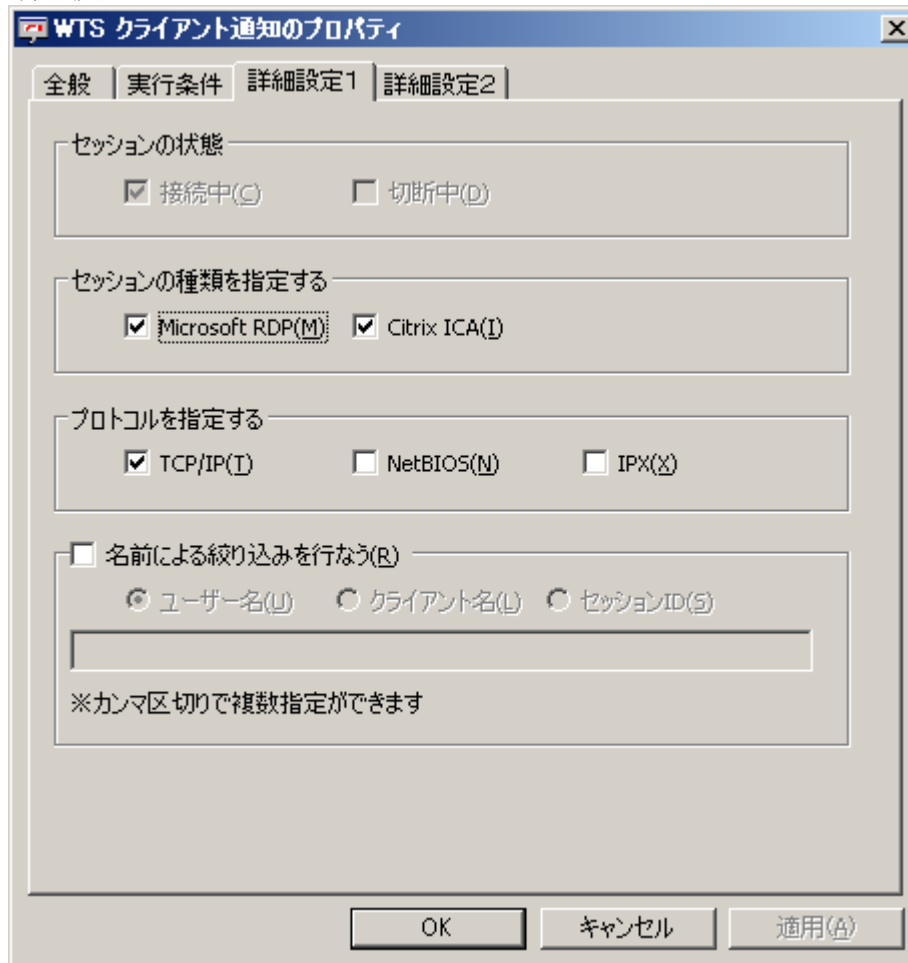 WTS クライアント通知のプロパティ
全般 実行条件 詳細設定1 詳細設定2
セッションの状態
接続中(C) 切断中(D)
セッションの種類を指定する
Microsoft RDP(M) Citrix ICA(I)
プロトコルを指定する
TCP/IP(T) NetBIOS(N) IPX(X)
名前による絞り込みを行なう(R)
ユーザー名(U) クライアント名(L) セッションID(S)
※カンマ区切りで複数指定ができます
OK キャンセル 適用(A)